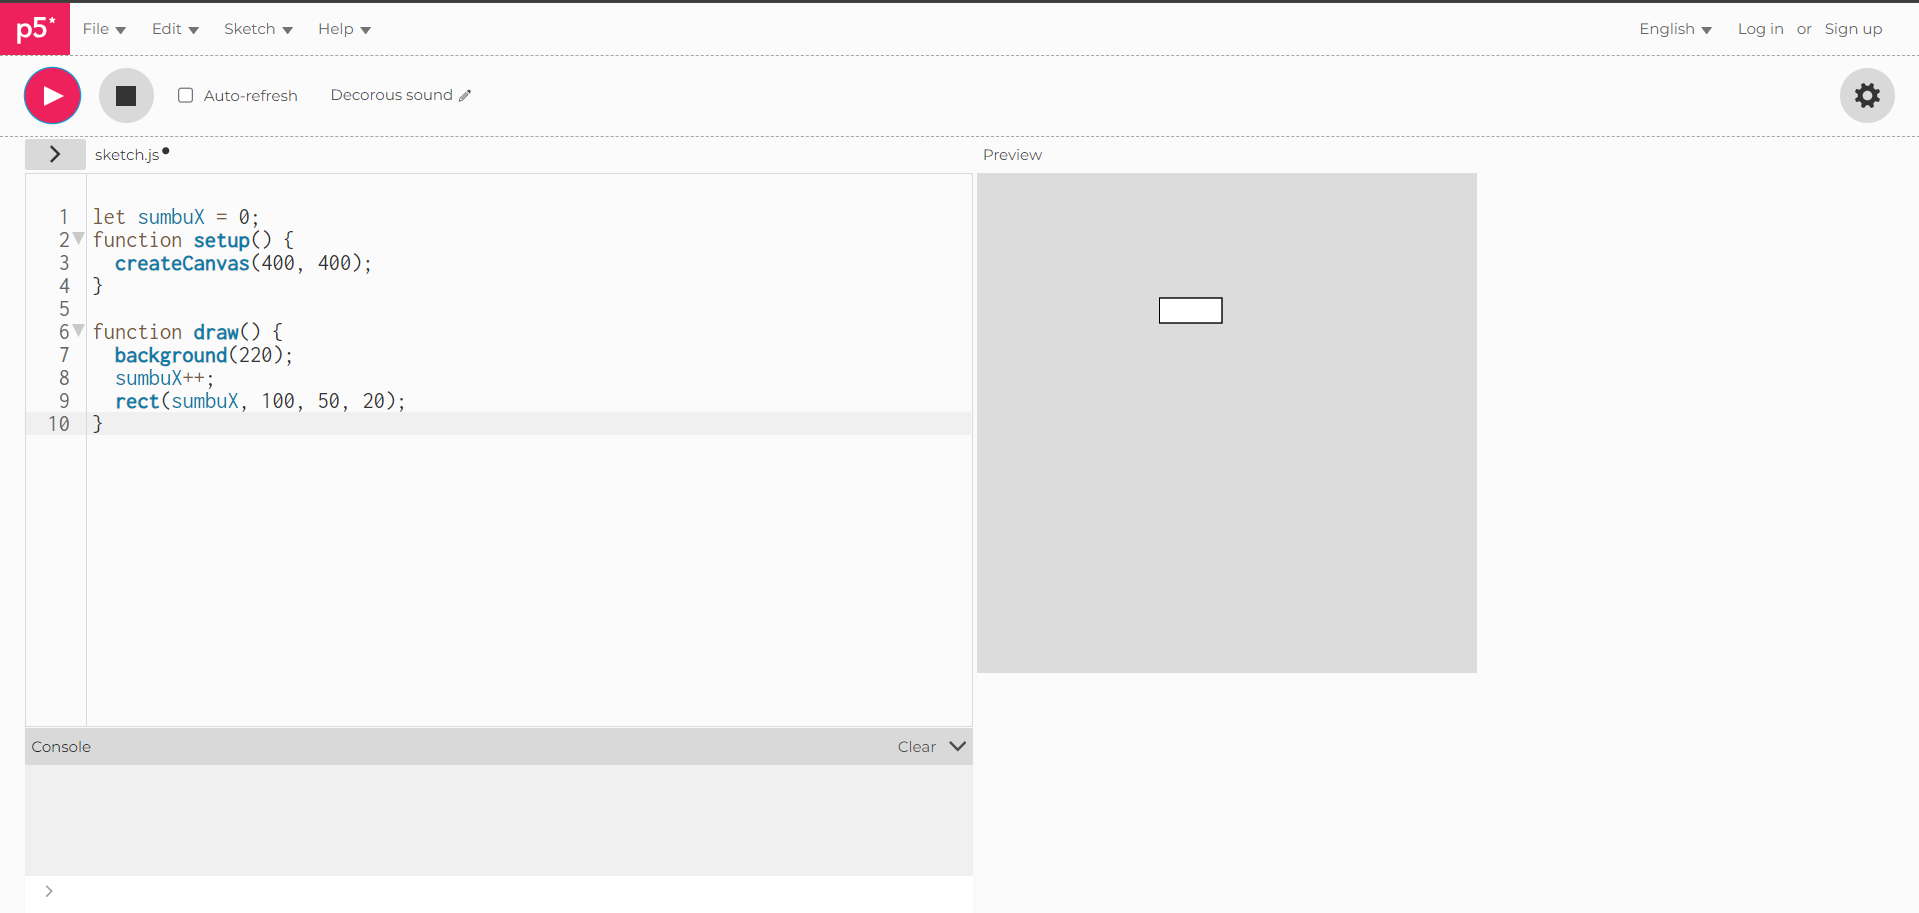 p5*
File Edit Sketch Help English Log in or Sign up
Auto-refresh Decorous sound
sketch.js Preview
1 let sumbuX = 0;
2 function setup() {
3 createCanvas(400, 400);
4 }
5
6 function draw() {
7 background(220);
8 sumbuX++;
9 rect(sumbuX, 100, 50, 20);
10 }
Console Clear